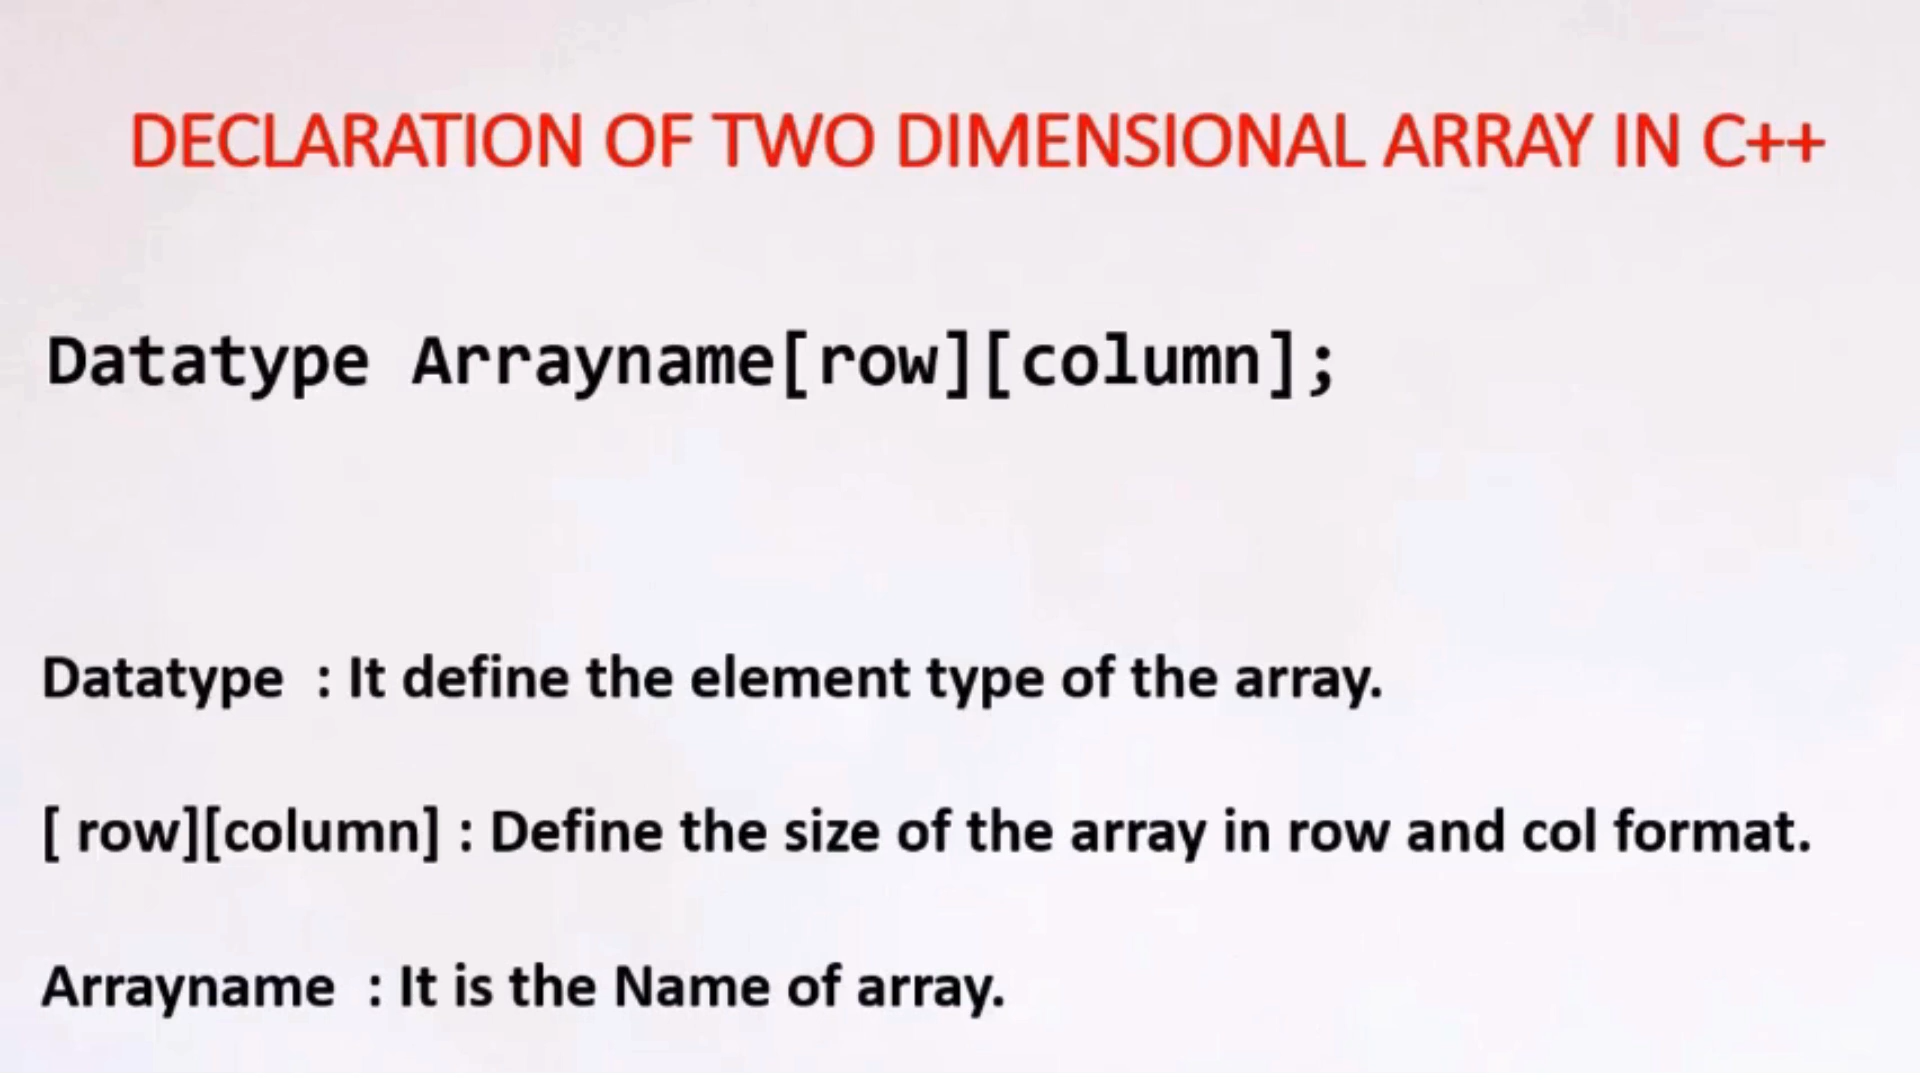 DECLARATION OF TWO DIMENSIONAL ARRAY IN C++
Datatype Arrayname[row][column];
Datatype : It define the element type of the array.
[ row][column] : Define the size of the array in row and col format.
Arrayname : It is the Name of array.